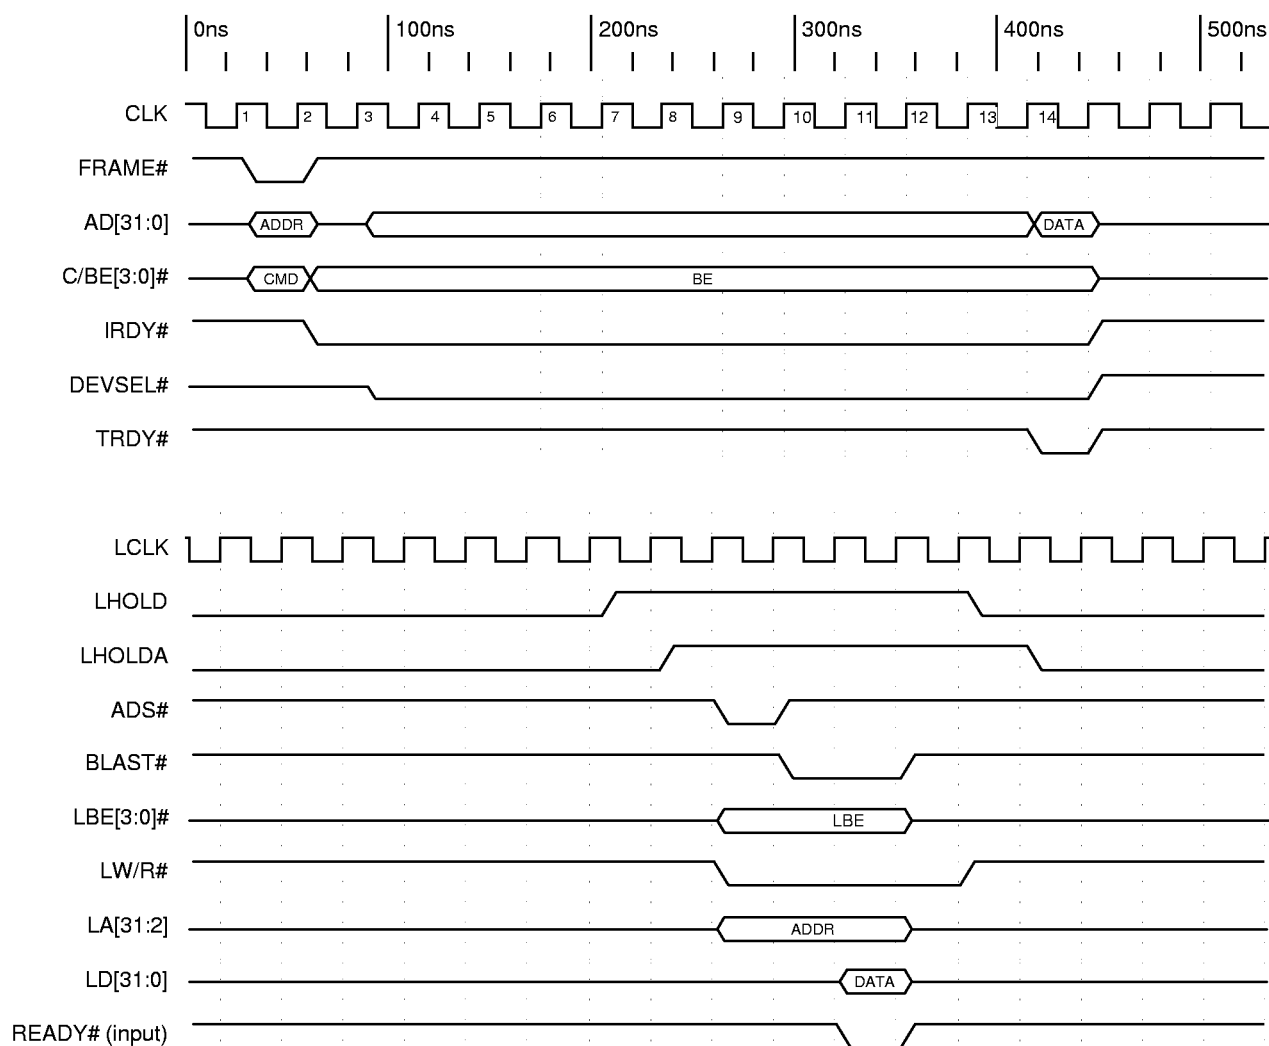 0ns 100ns 200ns 300ns 400ns 500ns
CLK 1 2 3 4 5 6 7 8 9 10 11 12 13 14
FRAME#
AD[31:0] ADDR DATA
C/BE[3:0]# CMD BE
IRDY#
DEVSEL#
TRDY#
LCLK
LHOLD
LHOLDA
ADS#
BLAST#
LBE[3:0]# LBE
LW/R#
LA[31:2] ADDR
LD[31:0] DATA
READY# (input)